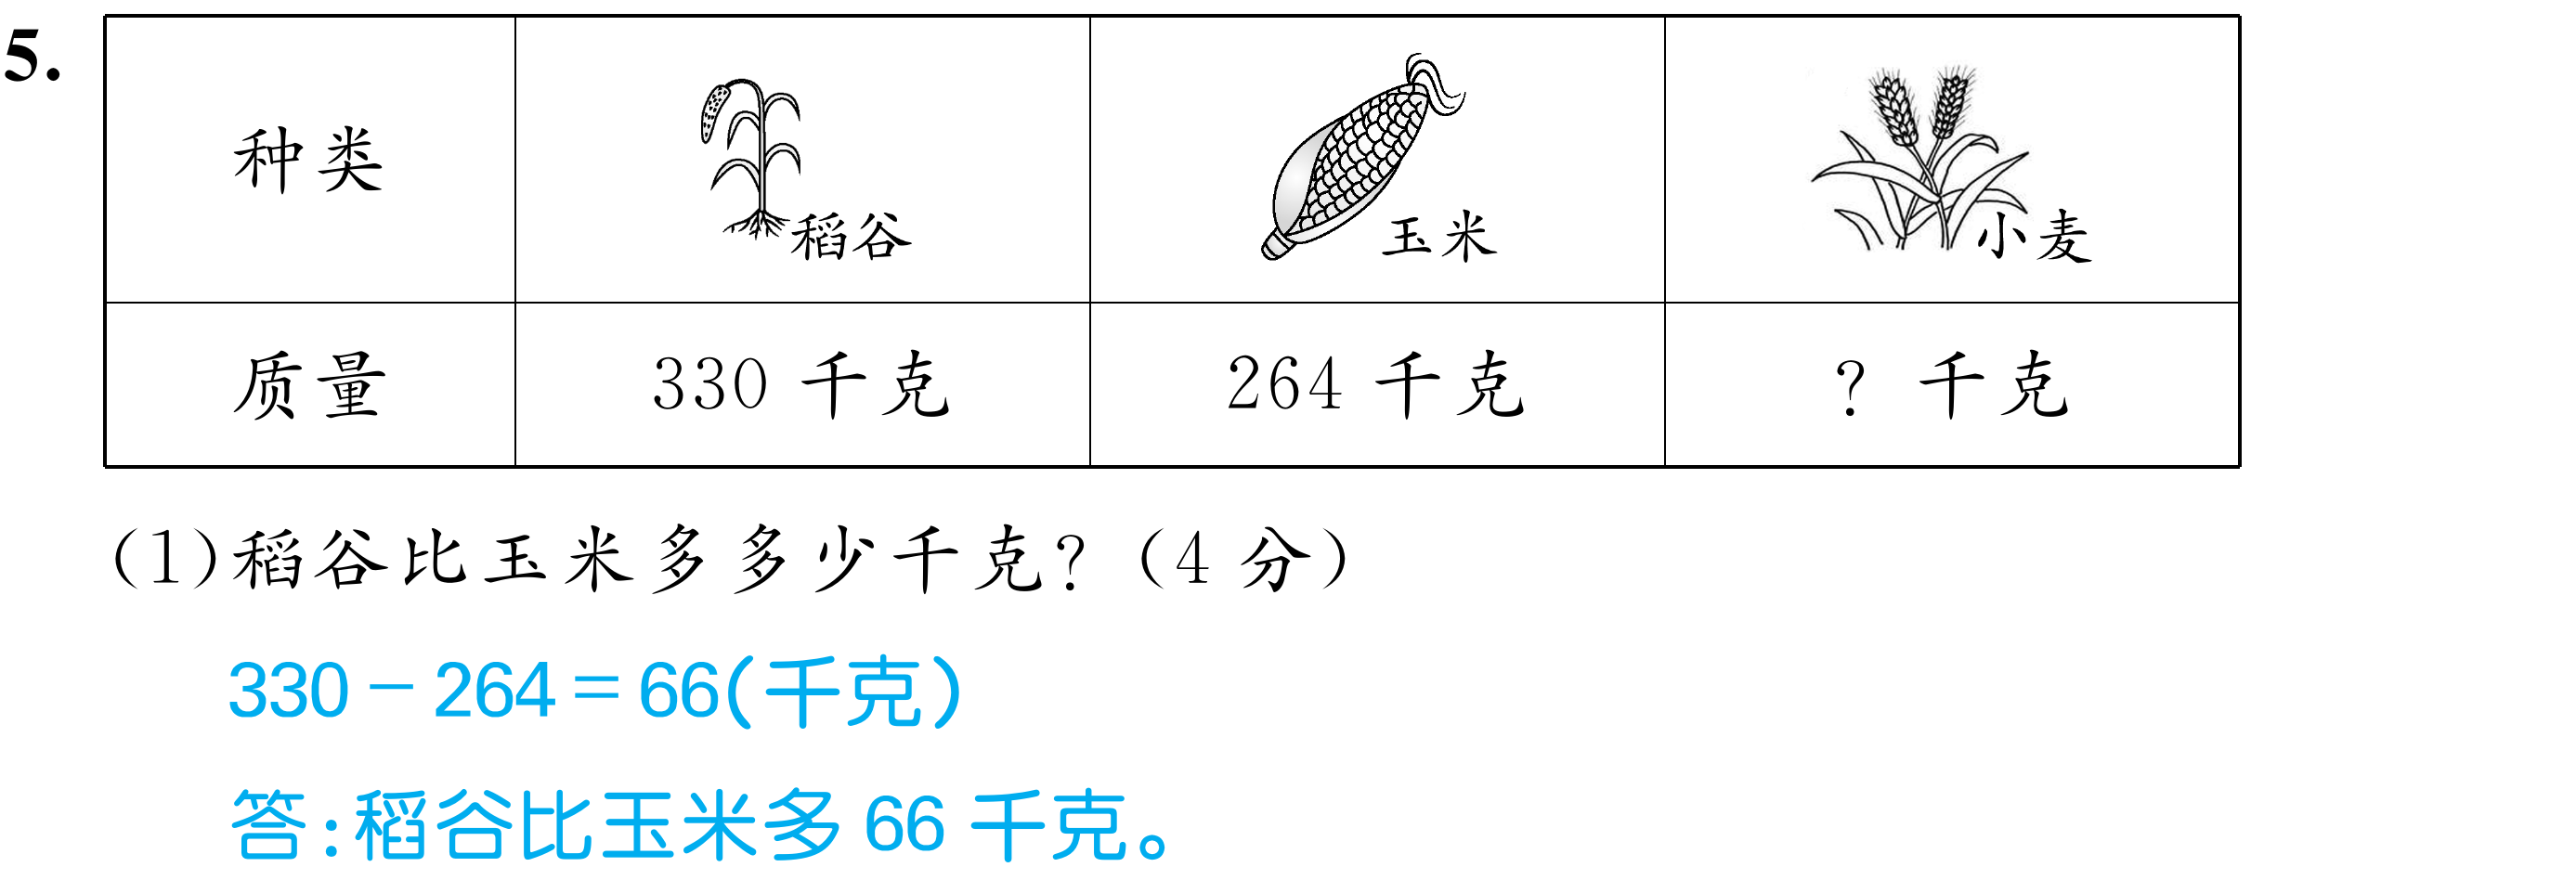 5.
种类 稻谷 玉米 小麦
质量 330 千克 264 千克 ? 千克
(1)稻谷比玉米多多少千克?(4 分)
330-264=66(千克)
答:稻谷比玉米多 66 千克。